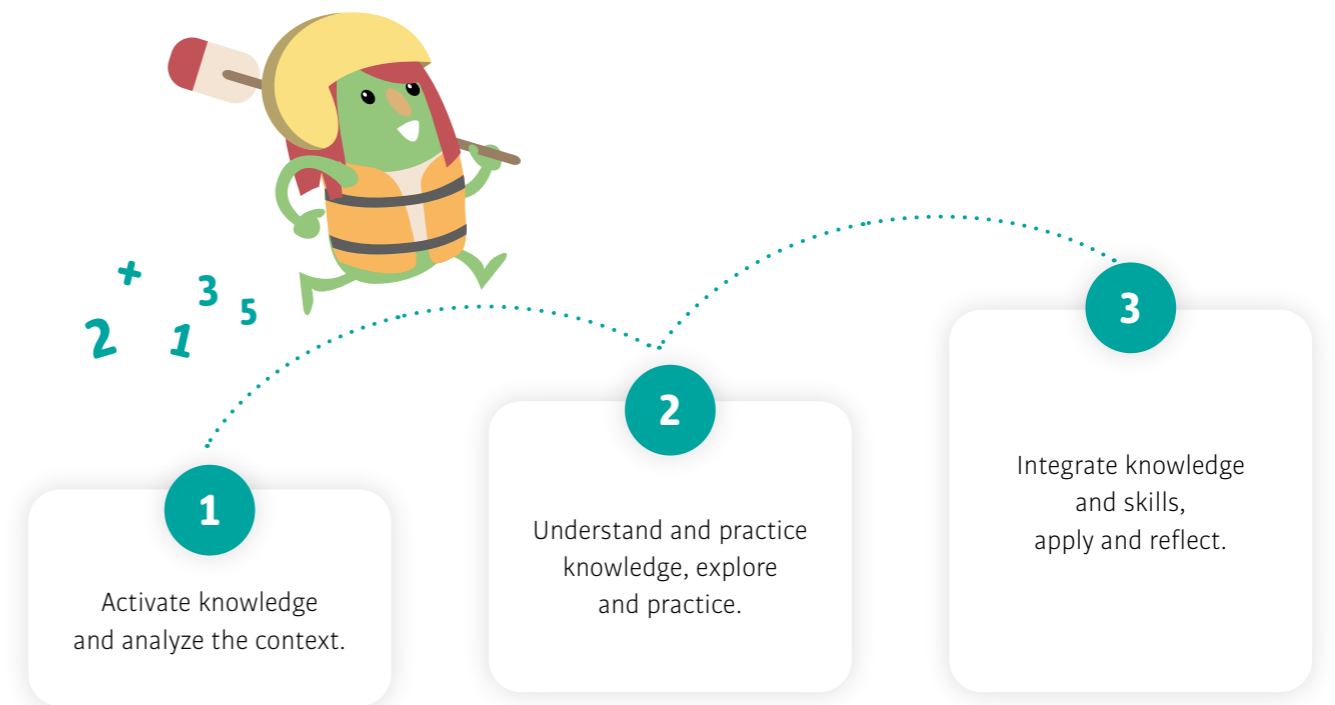 +
3
5
2
1
1
Activate knowledge
and analyze the context.
2
Understand and practice
knowledge, explore
and practice.
3
Integrate knowledge
and skills,
apply and reflect.